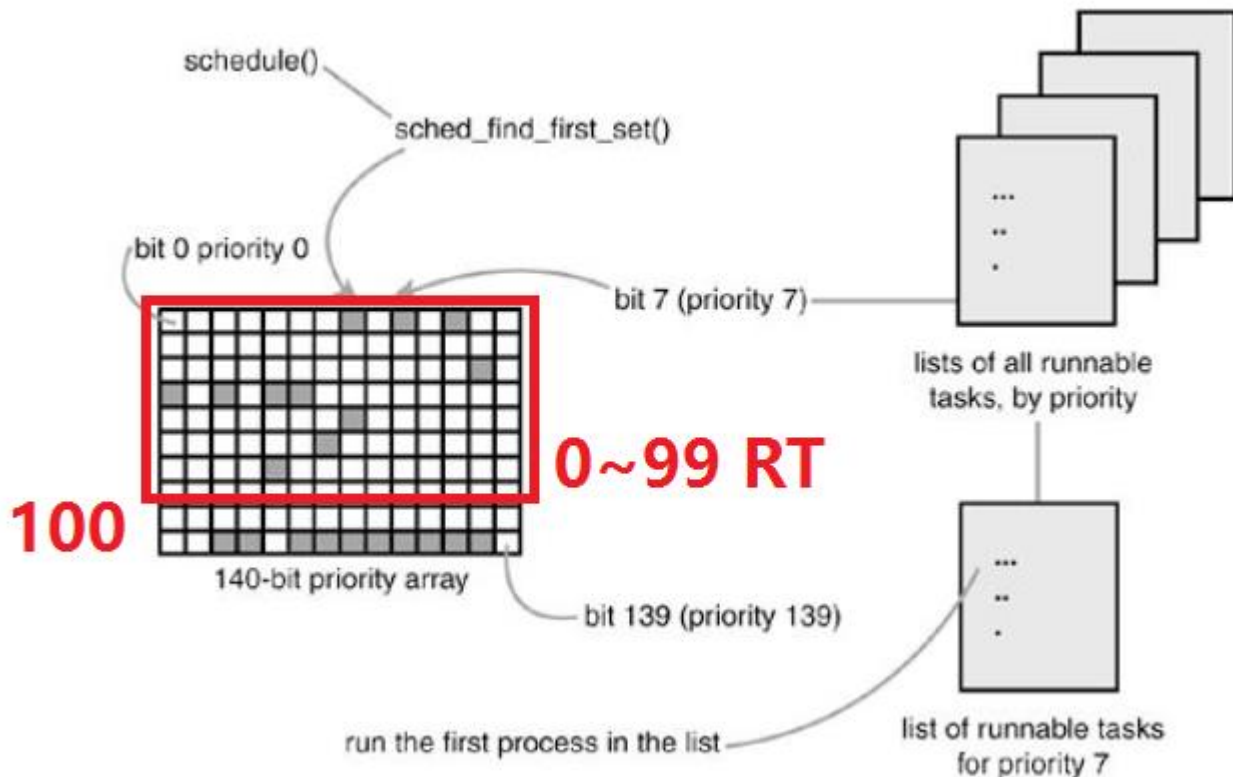 schedule()
sched_find_first_set()
bit 0 priority 0
bit 7 (priority 7)
lists of all runnable
tasks, by priority
0~99 RT
100
140-bit priority array
bit 139 (priority 139)
run the first process in the list
list of runnable tasks
for priority 7